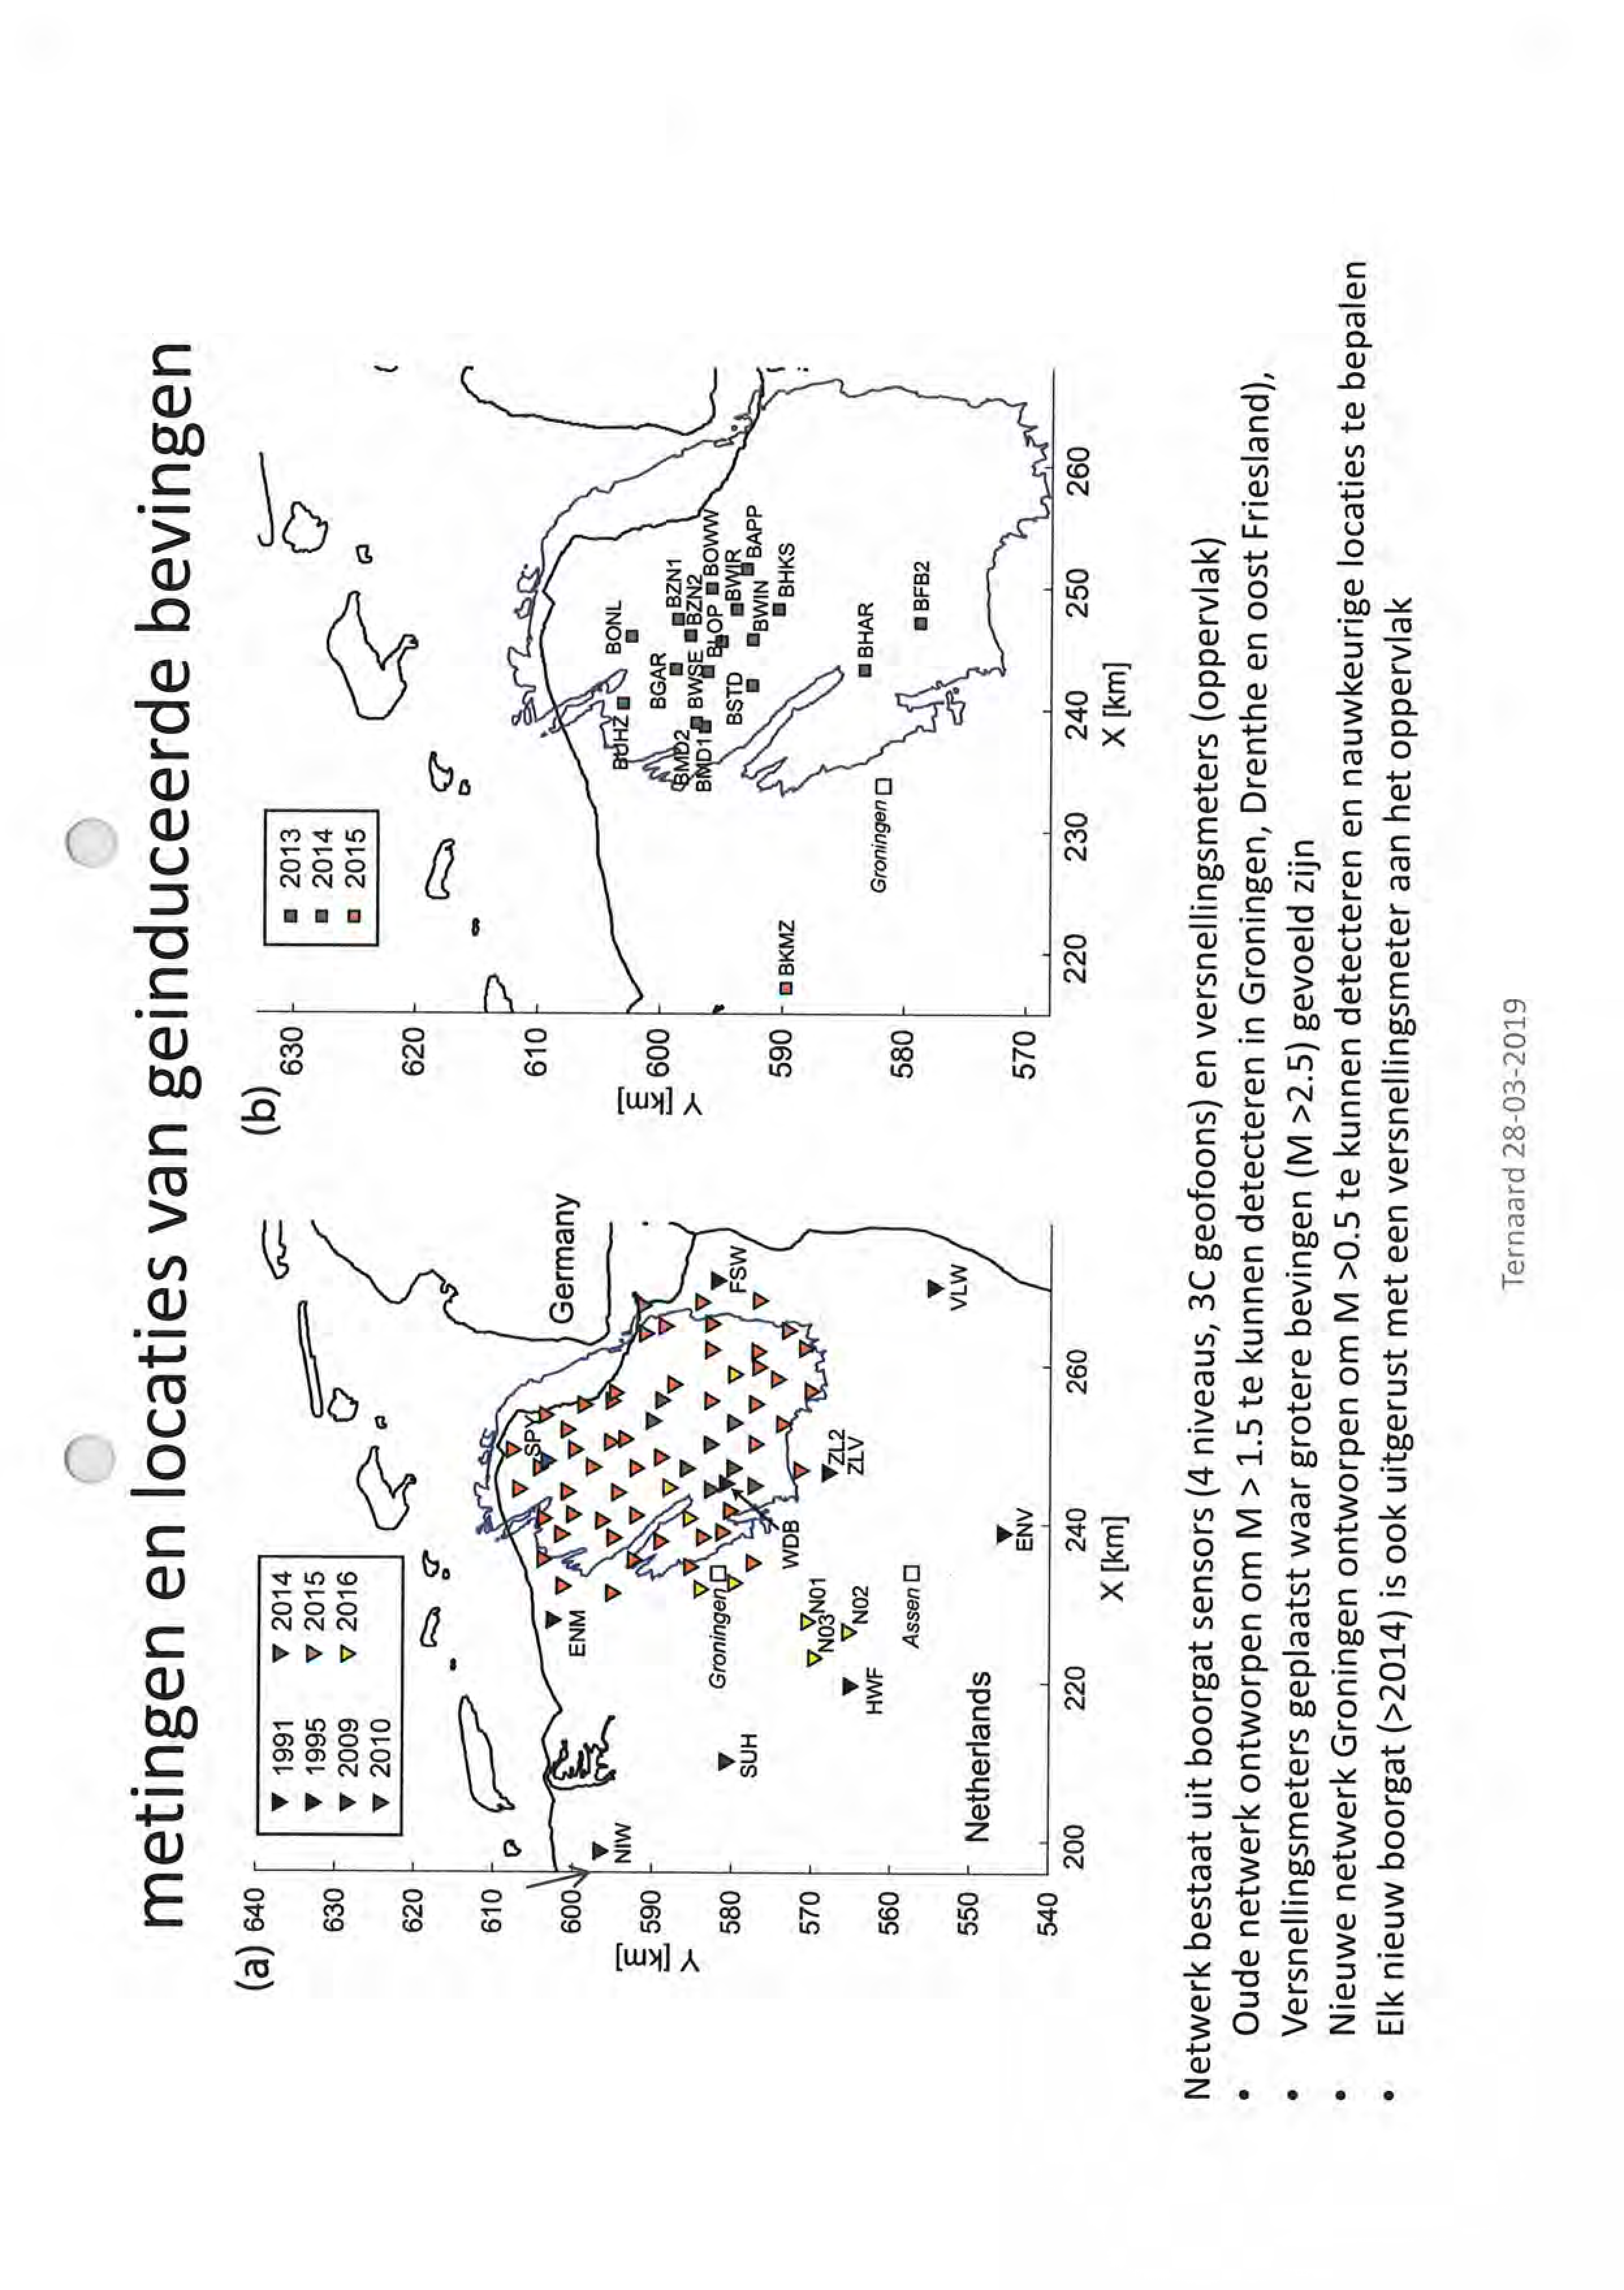 metingen en locaties van geinduceerde bevingen
(a)
1991
1995
2009
2010
2014
2015
2016
640
630
620
610
600
590
580
570
560
550
540
Y [km]
200
220
240
260
X [km]
Germany
Netherlands
NIW
SUH
ENM
HWF
N03
N01
N02
Groningen
Assen
WDB
SPY
ENV
ZL2
ZLV
FSW
VLW
(b)
2013
2014
2015
630
620
610
600
590
580
570
Y [km]
220
230
240
250
260
X [km]
BKMZ
Groningen
BUHZ
BONL
BGAR
BMD2
BMD1
BWSE
BZN1
BZN2
BLOP
BOWW
BWIR
BAPP
BSTD
BWIN
BHKS
BHAR
BFB2
Netwerk bestaat uit boorgat sensors (4 niveaus, 3C geofoons) en versnellingsmeters (oppervlak)
• Oude netwerk ontworpen om M > 1.5 te kunnen detecteren in Groningen, Drenthe en oost Friesland),
• Versnellingsmeters geplaatst waar grotere bevingen (M >2.5) gevoeld zijn
• Nieuwe netwerk Groningen ontworpen om M >0.5 te kunnen detecteren en nauwkeurige locaties te bepalen
• Elk nieuw boorgat (>2014) is ook uitgerust met een versnellingsmeter aan het oppervlak
Ternaard 28-03-2019